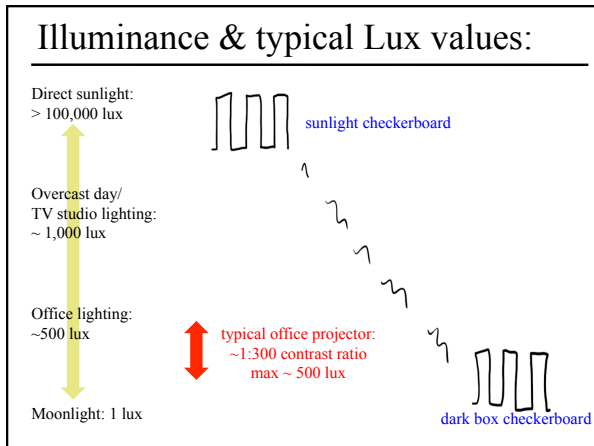 Illuminance & typical Lux values:
Direct sunlight:
> 100,000 lux
sunlight checkerboard
Overcast day/
TV studio lighting:
~ 1,000 lux
Office lighting:
~500 lux
typical office projector:
~1:300 contrast ratio
max ~ 500 lux
Moonlight: 1 lux
dark box checkerboard